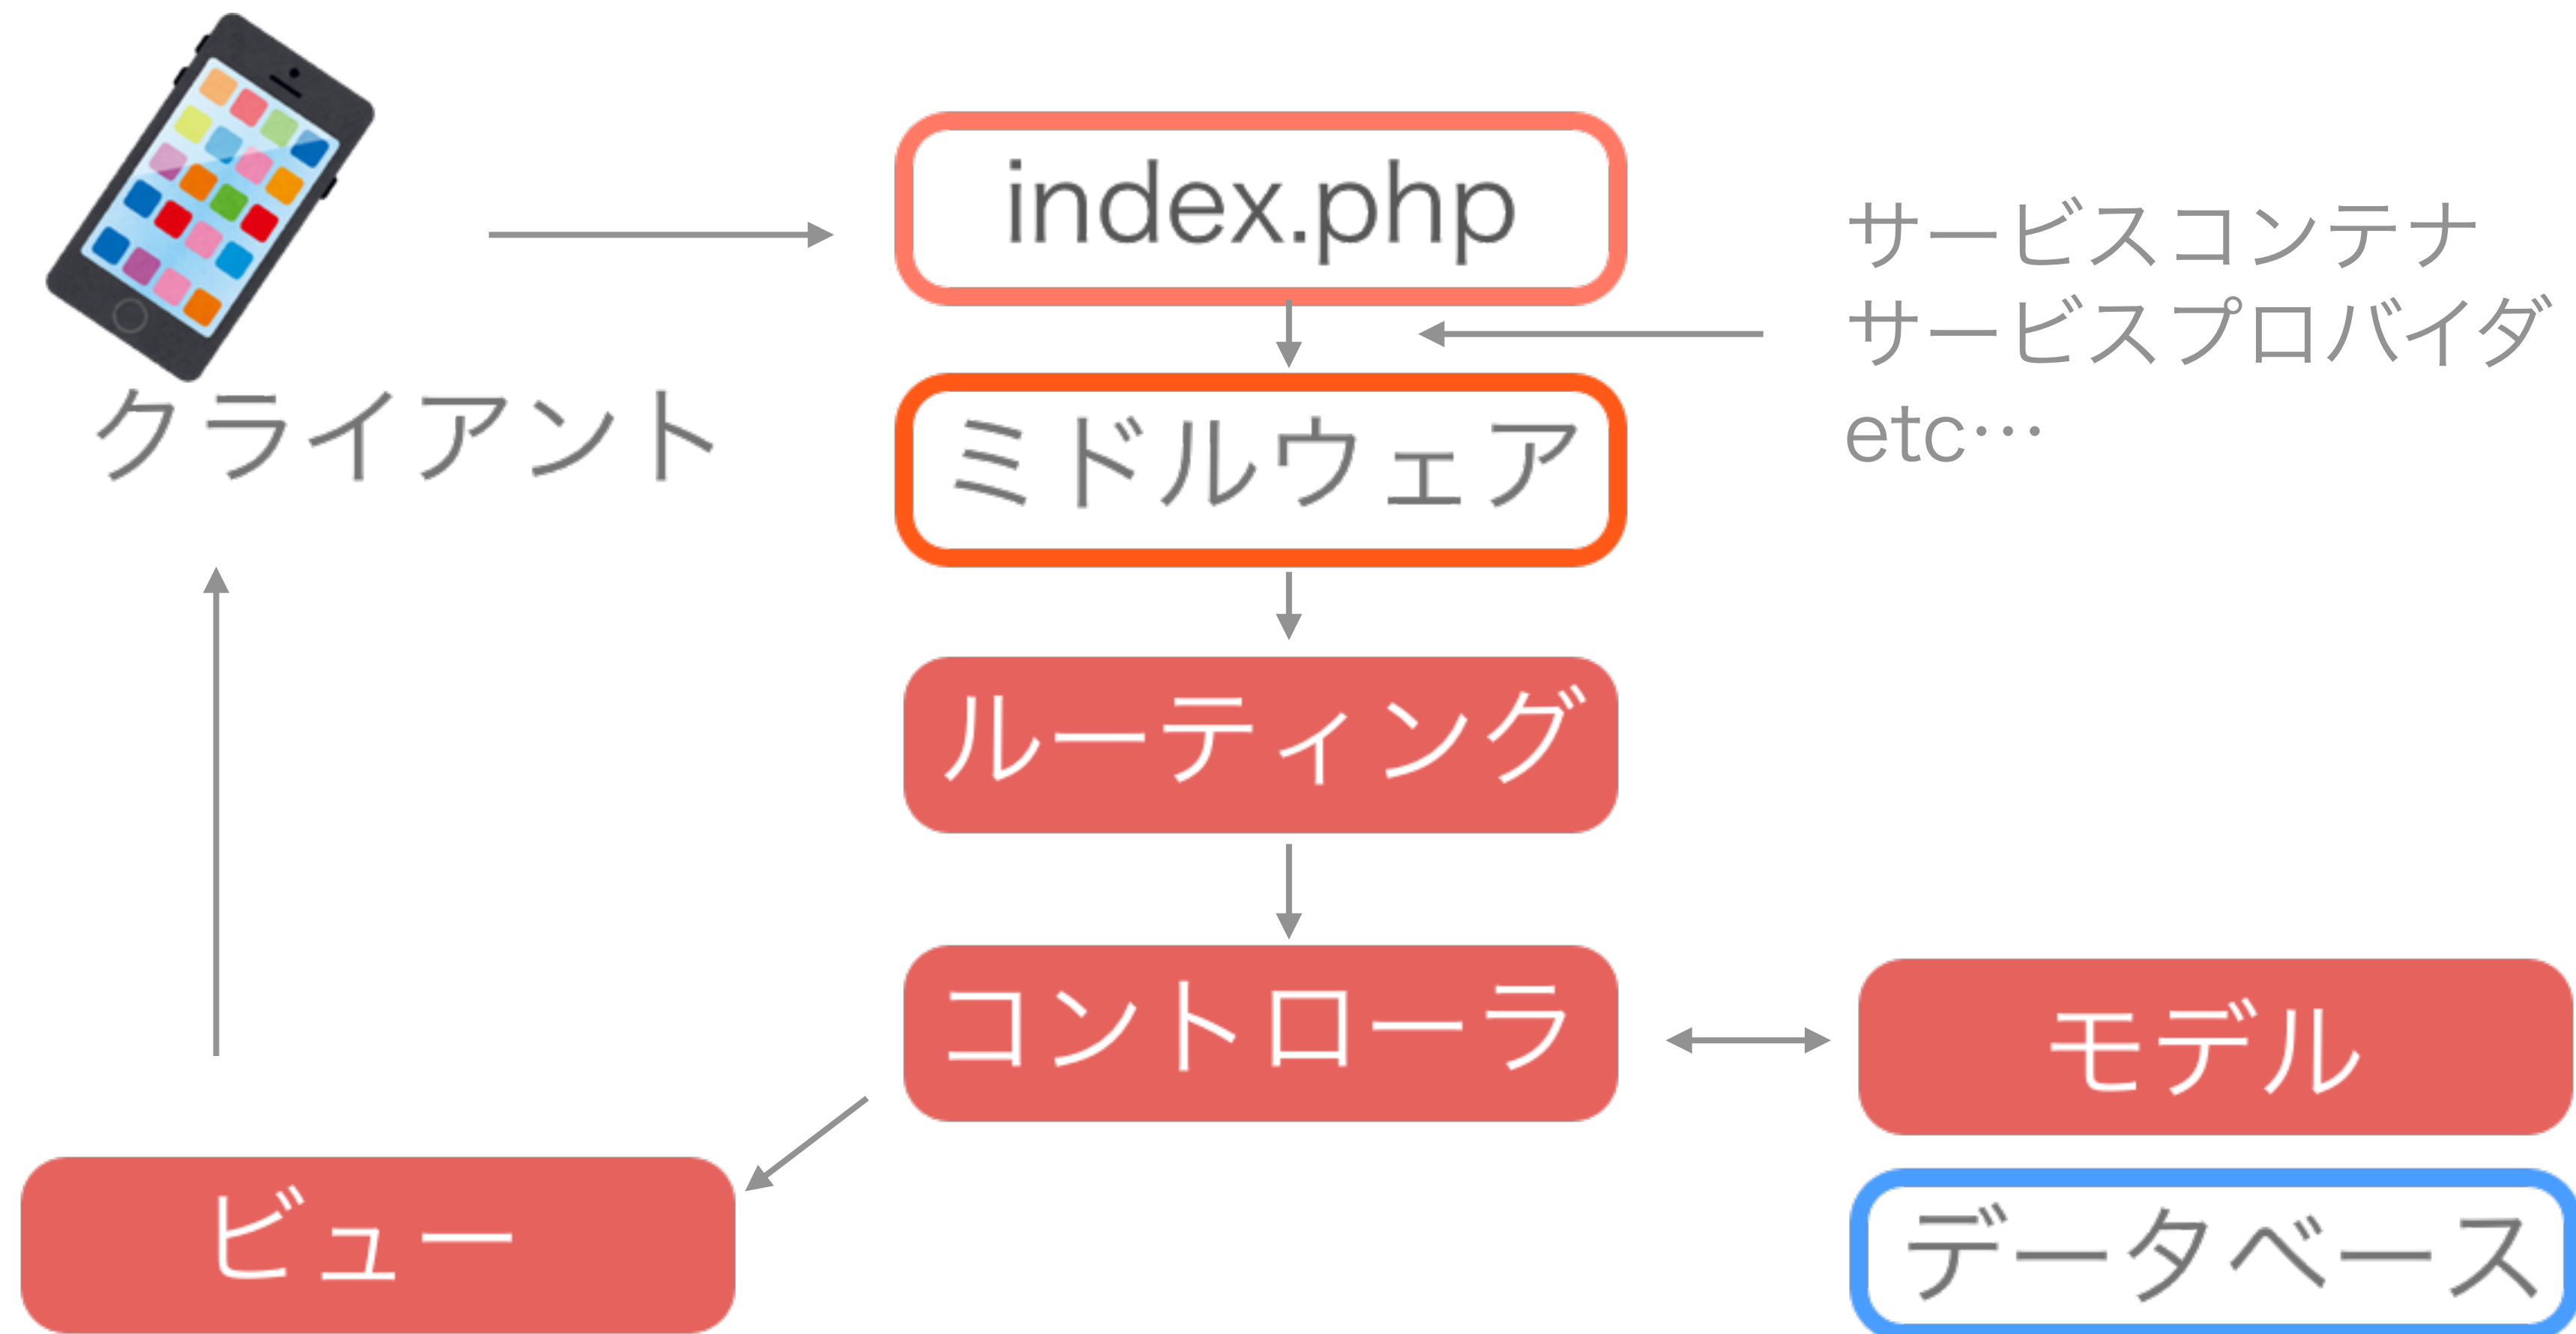 index.php
サービスコンテナ
サービスプロバイダ
etc…
クライアント
ミドルウェア
ルーティング
コントローラ
モデル
ビュー
データベース